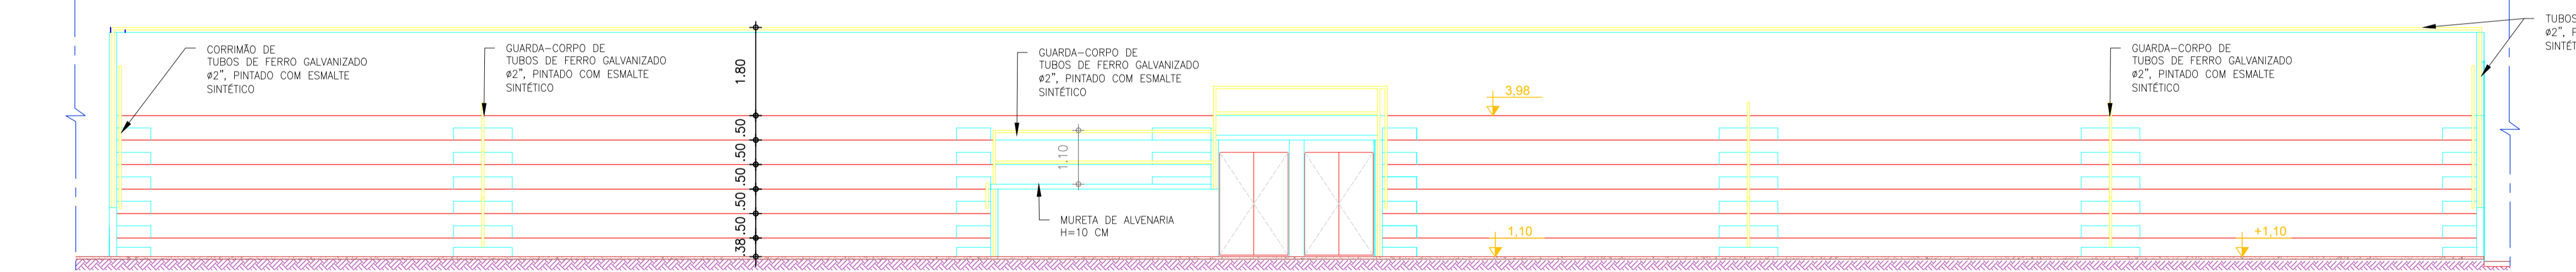 CORRIMÃO DE
TUBOS DE FERRO GALVANIZADO
ø2", PINTADO COM ESMALTE
SINTÉTICO
GUARDA-CORPO DE
TUBOS DE FERRO GALVANIZADO
ø2", PINTADO COM ESMALTE
SINTÉTICO
1.80
.50
.50
.50
.50
.50
.38
GUARDA-CORPO DE
TUBOS DE FERRO GALVANIZADO
ø2", PINTADO COM ESMALTE
SINTÉTICO
1,10
MURETA DE ALVENARIA
H=10 CM
3,98
1,10
GUARDA-CORPO DE
TUBOS DE FERRO GALVANIZADO
ø2", PINTADO COM ESMALTE
SINTÉTICO
+1,10
TUBOS
ø2", P
SINTÉT